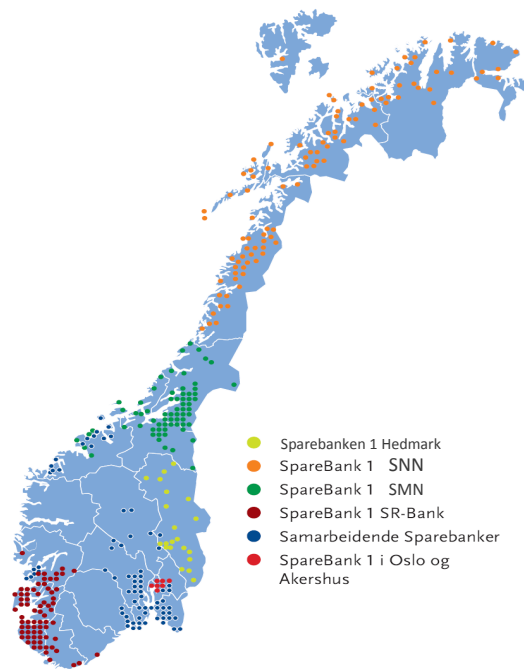 Sparebanken 1 Hedmark
SpareBank 1 SNN
SpareBank 1 SMN
SpareBank 1 SR-Bank
Samarbeidende Sparebanker
SpareBank 1 i Oslo og
Akershus